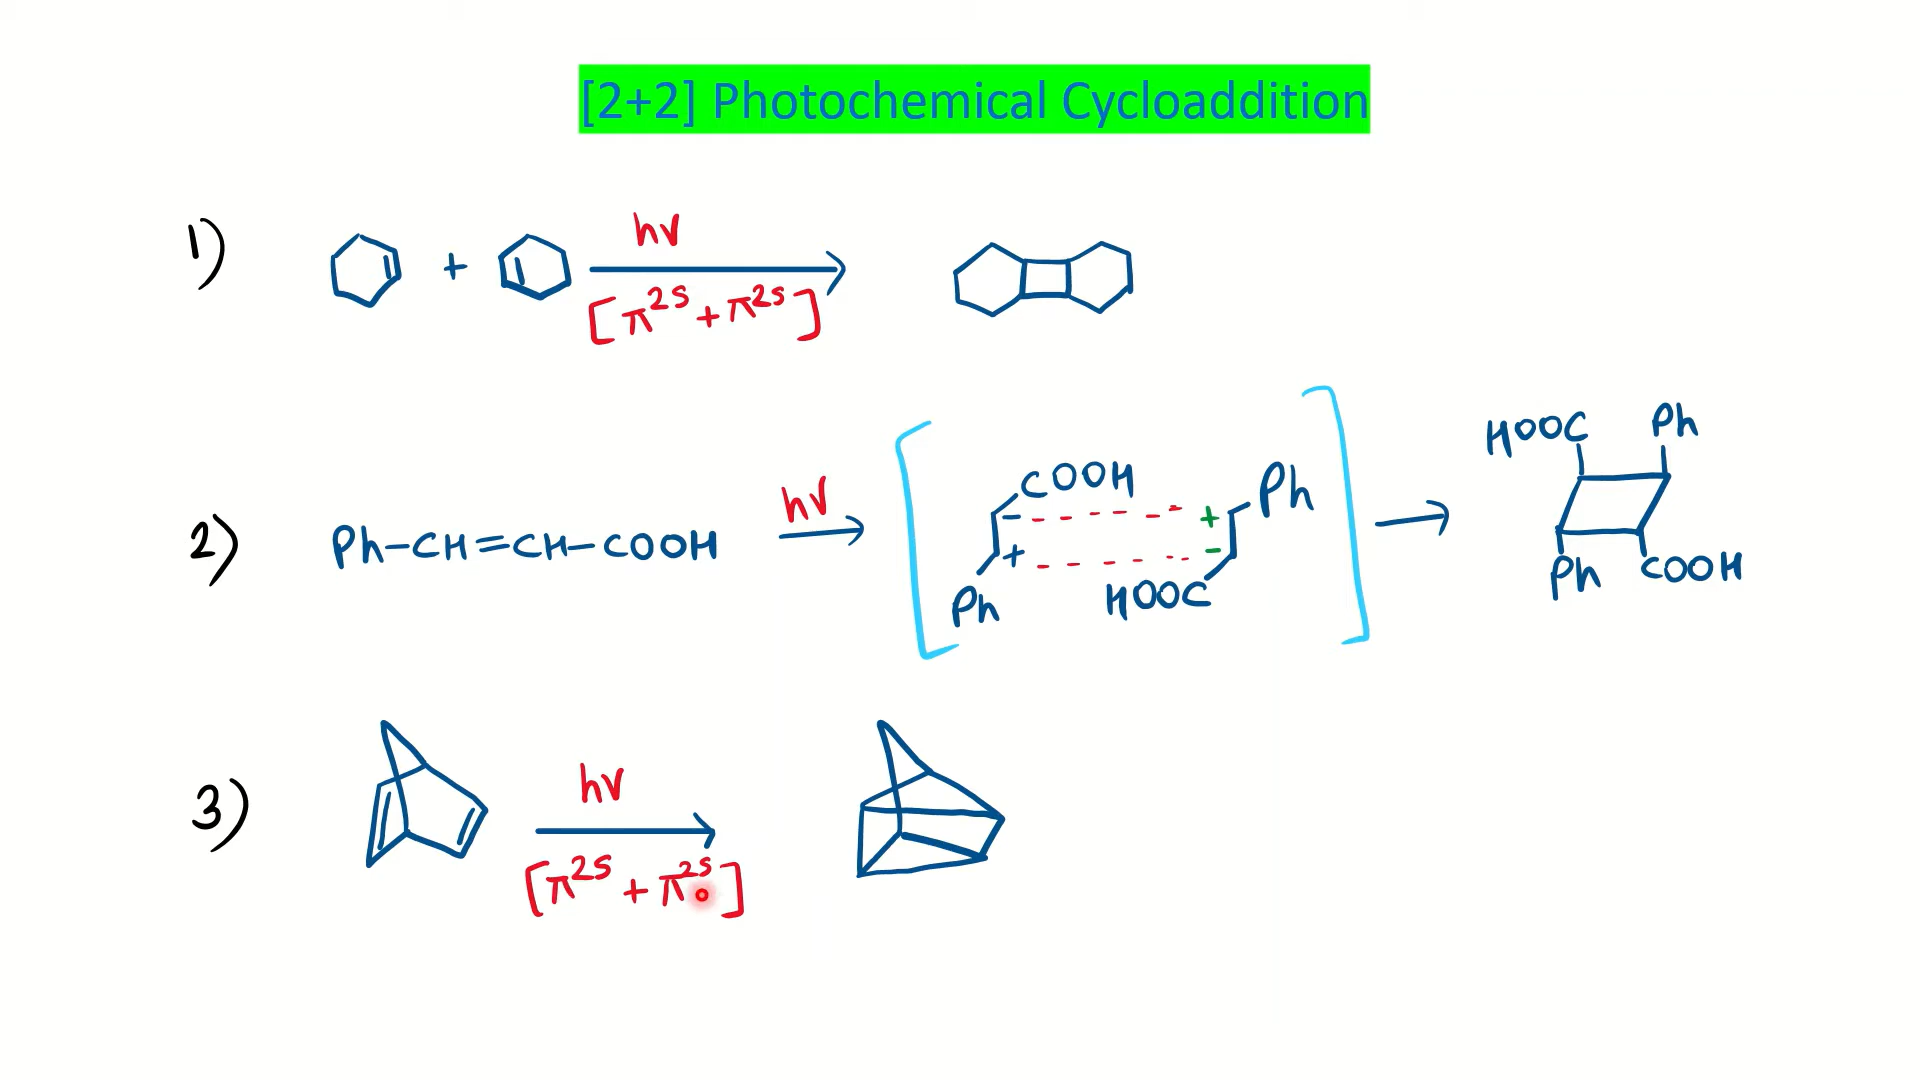 [2+2] Photochemical Cycloaddition
1) + hν
[π2s + π2s]
2) Ph-CH=CH-COOH hν
COOH
- +
+ -
Ph
Ph
HOOC
HOOC Ph
Ph COOH
3) hν
[π2s + π2s]